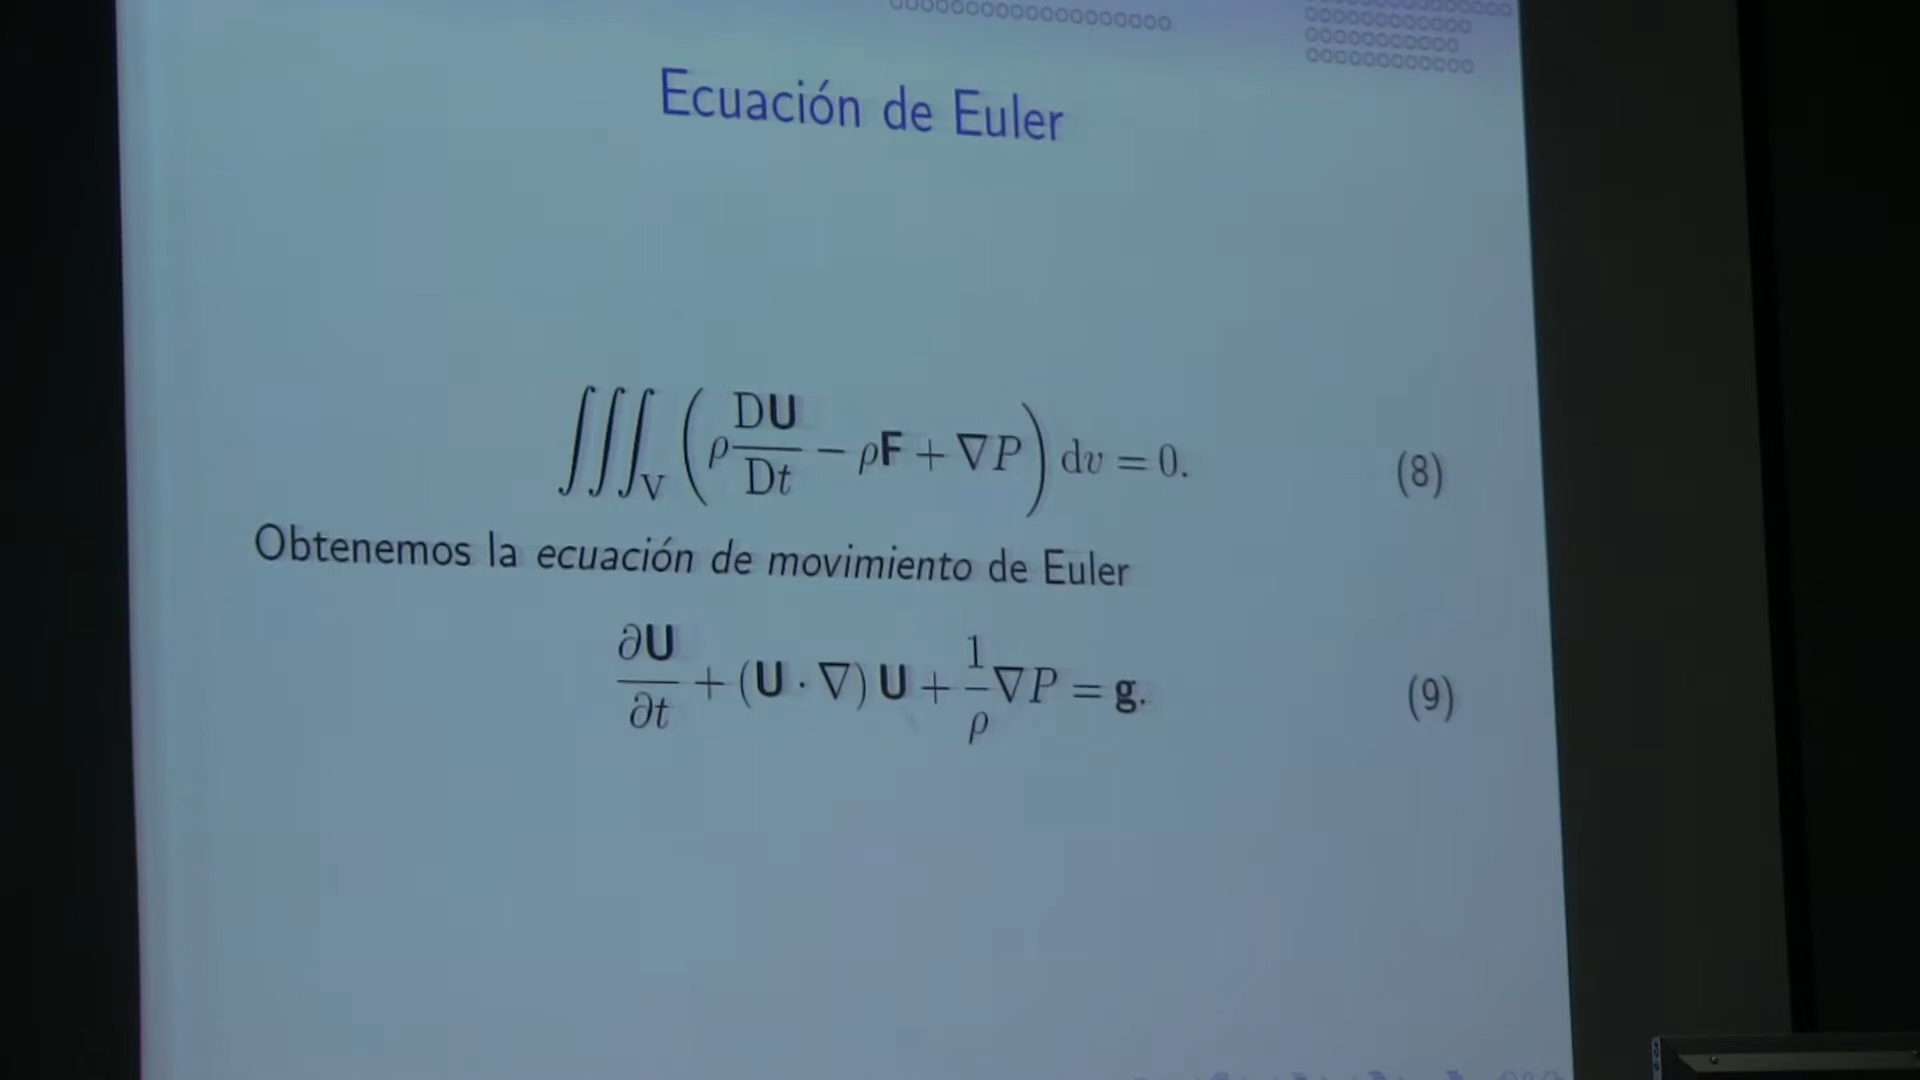 Ecuación de Euler
∭_V (ρ DU/Dt − ρF + ∇P) dv = 0. (8)
Obtenemos la ecuación de movimiento de Euler
∂U/∂t + (U · ∇) U + 1/ρ ∇P = g. (9)